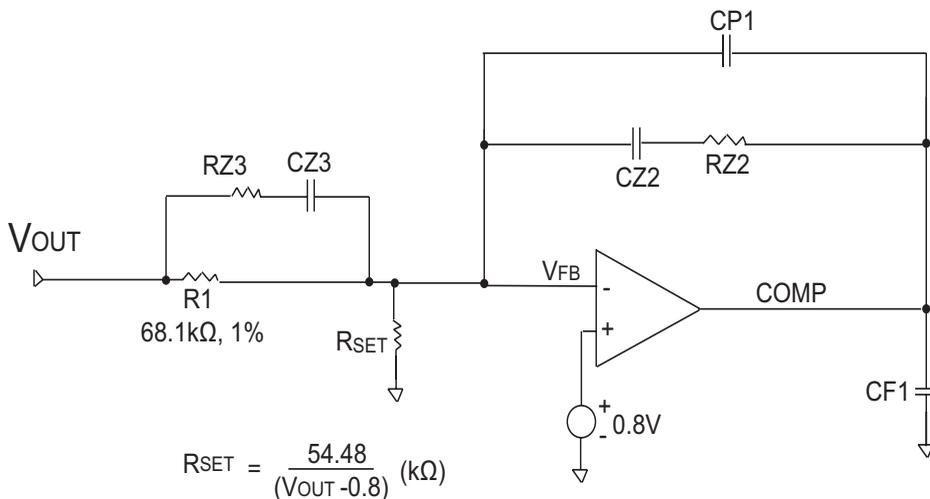 CP1
CZ2
RZ2
RZ3
CZ3
VOUT
R1
68.1kΩ, 1%
RSET
VFB
-
+
COMP
+
-
0.8V
CF1
RSET = 54.48 (kΩ)
(VOUT -0.8)